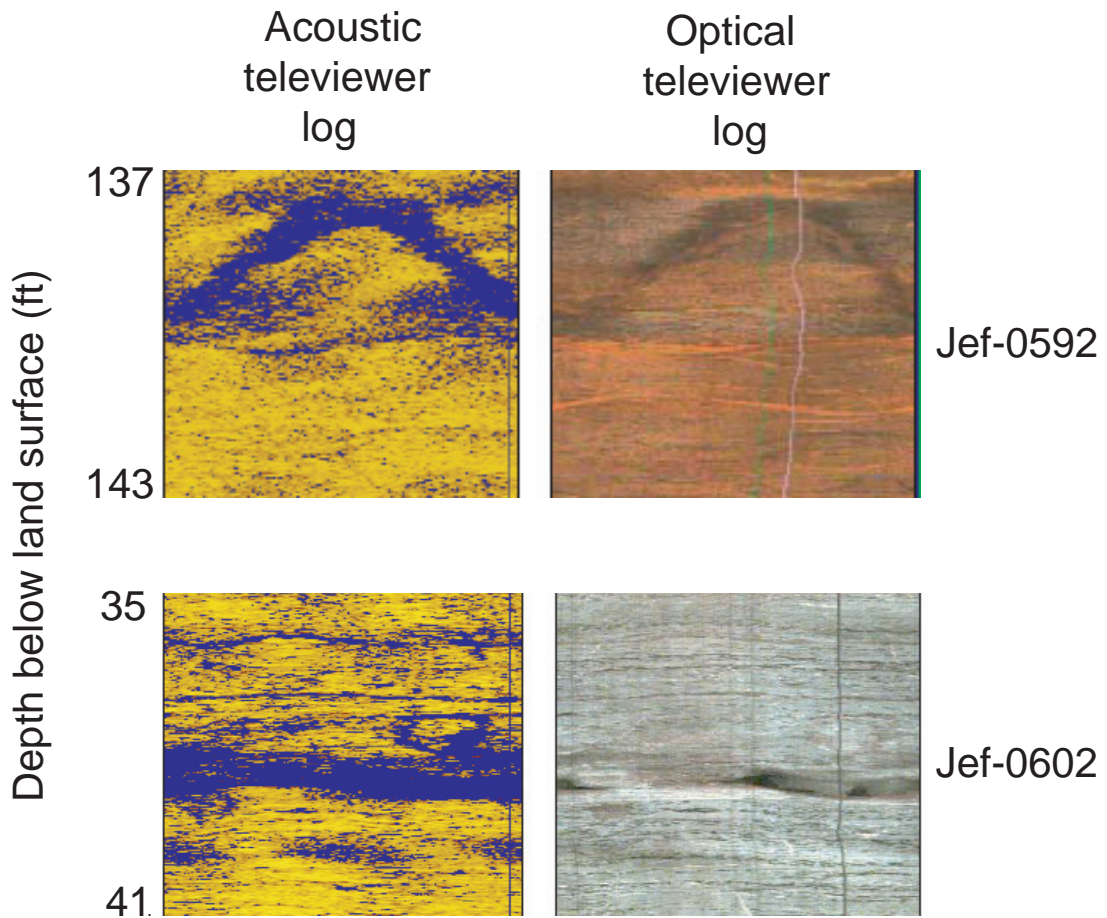 Acoustic
televiewer
log
Optical
televiewer
log
Depth below land surface (ft)
137
143
Jef-0592
35
41
Jef-0602